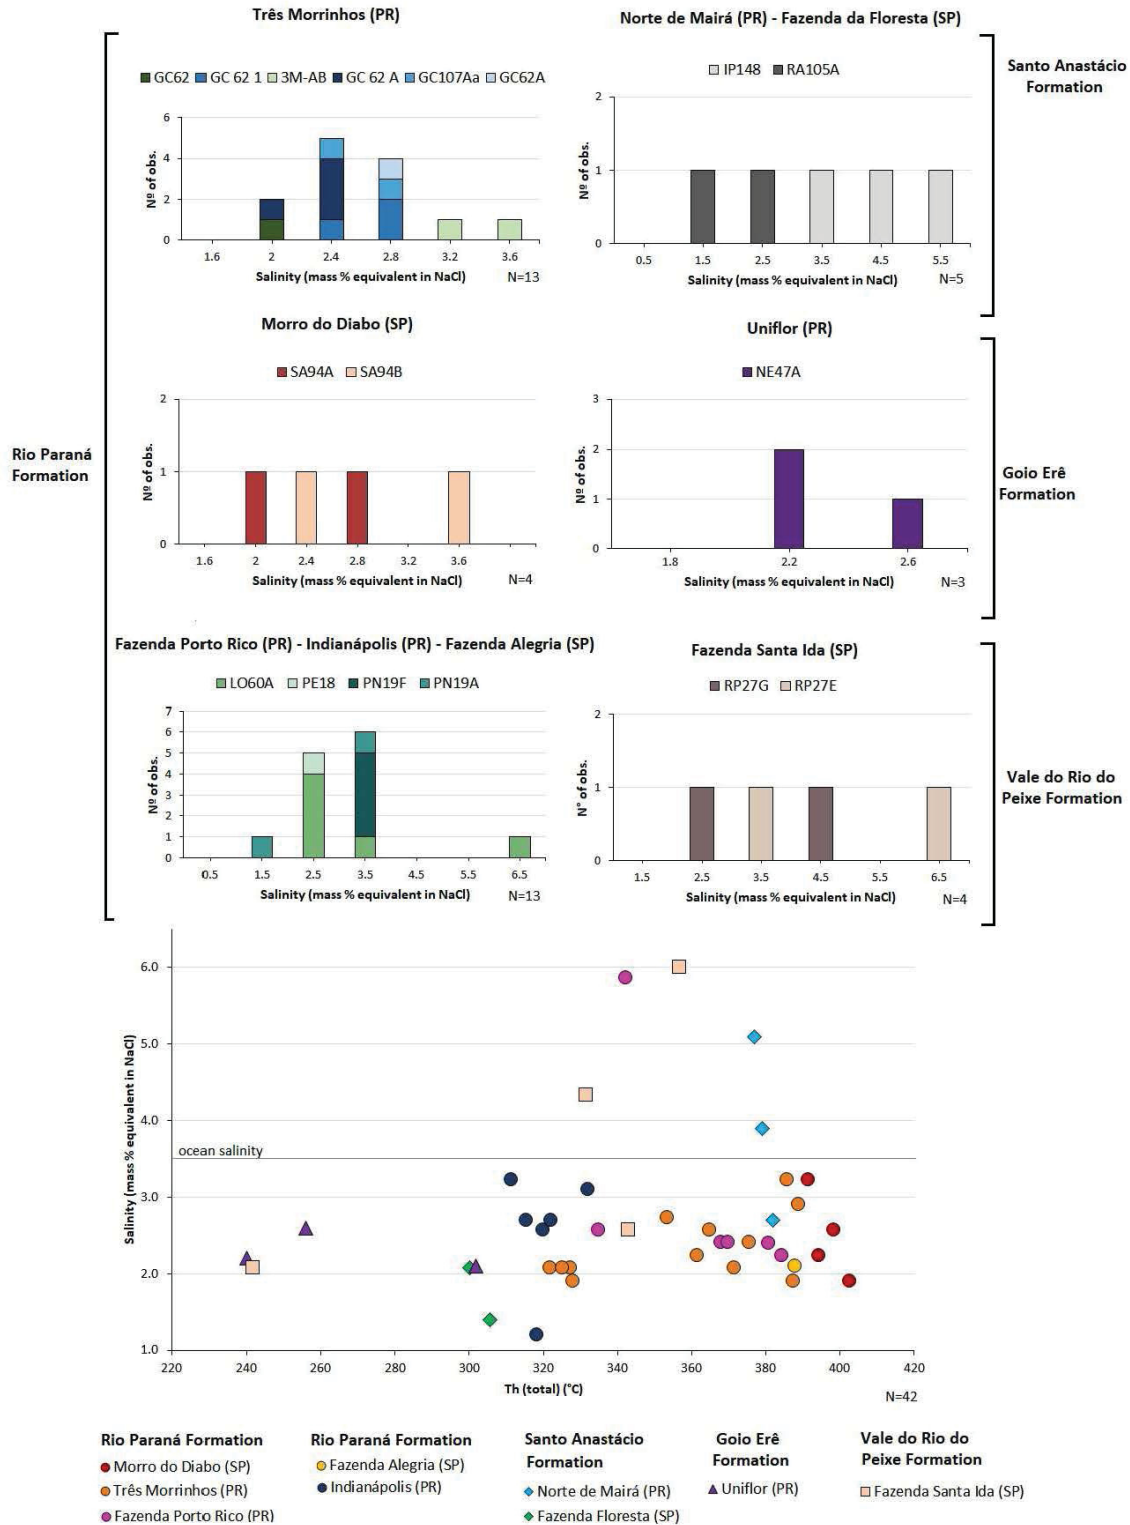 Três Morrinhos (PR)
GC62 GC 62 1 3M-AB GC 62 A GC107Aa GC62A
6
4
2
0
Nº of obs.
1.6 2 2.4 2.8 3.2 3.6
Salinity (mass % equivalent in NaCl) N=13
Norte de Mairá (PR) - Fazenda da Floresta (SP)
IP148 RA105A
2
1
0
Nº of obs.
0.5 1.5 2.5 3.5 4.5 5.5
Salinity (mass % equivalent in NaCl)
N=5
Santo Anastácio
Formation
Morro do Diabo (SP)
SA94A SA94B
2
1
0
Nº of obs.
1.6 2 2.4 2.8 3.2 3.6
Salinity (mass % equivalent in NaCl) N=4
Rio Paraná
Formation
Uniflor (PR)
NE47A
3
2
1
0
Nº of obs.
1.8 2.2 2.6
Salinity (mass % equivalent in NaCl) N=3
Goio Erê
Formation
Fazenda Porto Rico (PR) - Indianápolis (PR) - Fazenda Alegria (SP)
LO60A PE18 PN19F PN19A
7
6
5
4
3
2
1
0
Nº of obs.
0.5 1.5 2.5 3.5 4.5 5.5 6.5
Salinity (mass % equivalent in NaCl) N=13
Fazenda Santa Ida (SP)
RP27G RP27E
2
1
0
N° of obs.
1.5 2.5 3.5 4.5 5.5 6.5
Salinity (mass % equivalent in NaCl) N=4
Vale do Rio do
Peixe Formation
6.0
5.0
4.0
3.0
2.0
1.0
Salinity (mass % equivalent in NaCl)
ocean salinity
220 240 260 280 300 320 340 360 380 400 420
Th (total) (°C)
N=42
Rio Paraná Formation
Morro do Diabo (SP)
Três Morrinhos (PR)
Fazenda Porto Rico (PR)
Rio Paraná Formation
Fazenda Alegria (SP)
Indianápolis (PR)
Santo Anastácio
Formation
Norte de Mairá (PR)
Fazenda Floresta (SP)
Goio Erê
Formation
Uniflor (PR)
Vale do Rio do
Peixe Formation
Fazenda Santa Ida (SP)